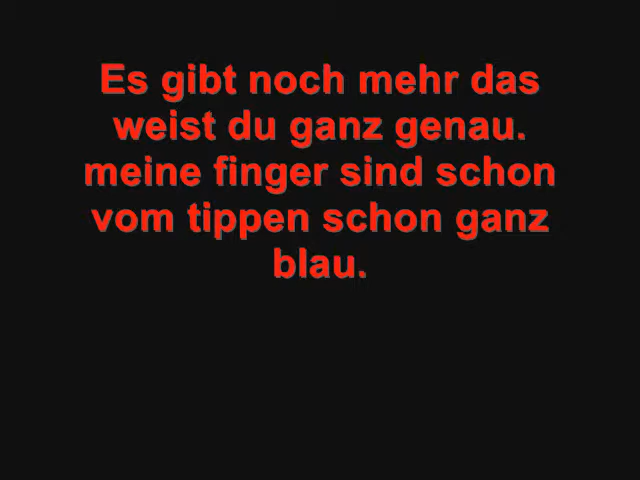 Es gibt noch mehr das
weist du ganz genau.
meine finger sind schon
vom tippen schon ganz
blau.